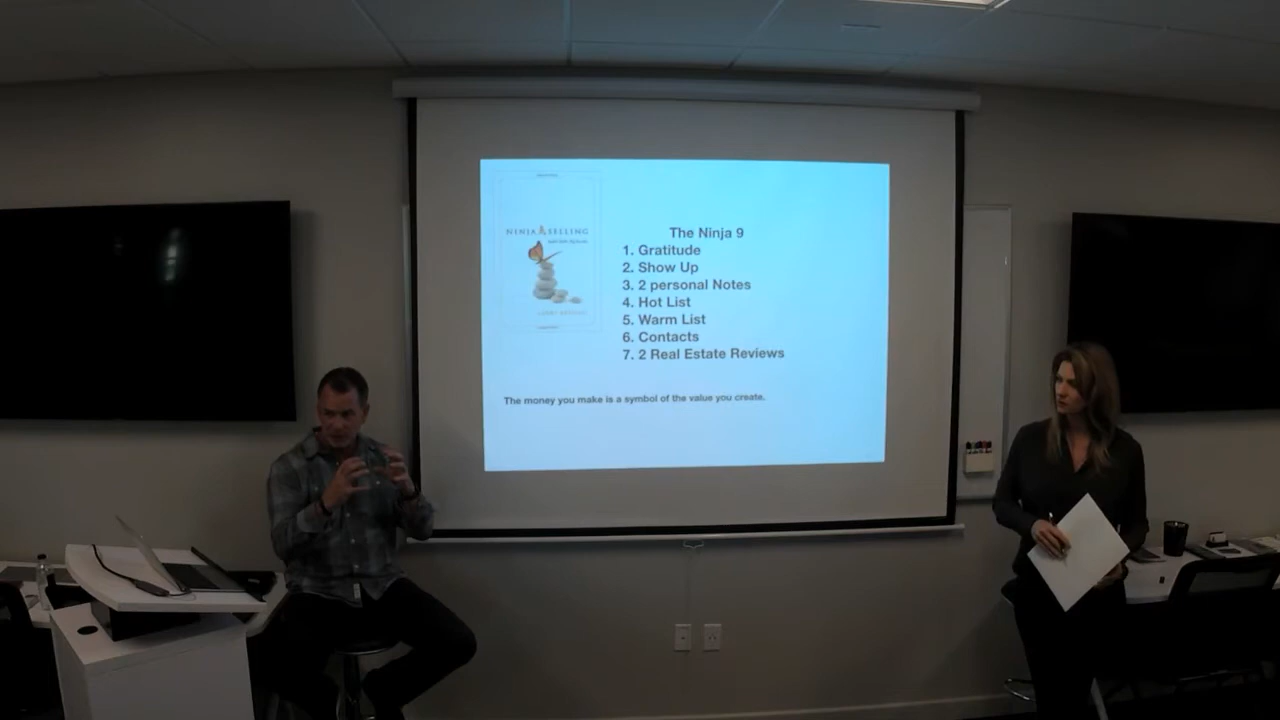 NINJA SELLING
The Ninja 9
1. Gratitude
2. Show Up
3. 2 personal Notes
4. Hot List
5. Warm List
6. Contacts
7. 2 Real Estate Reviews
The money you make is a symbol of the value you create.